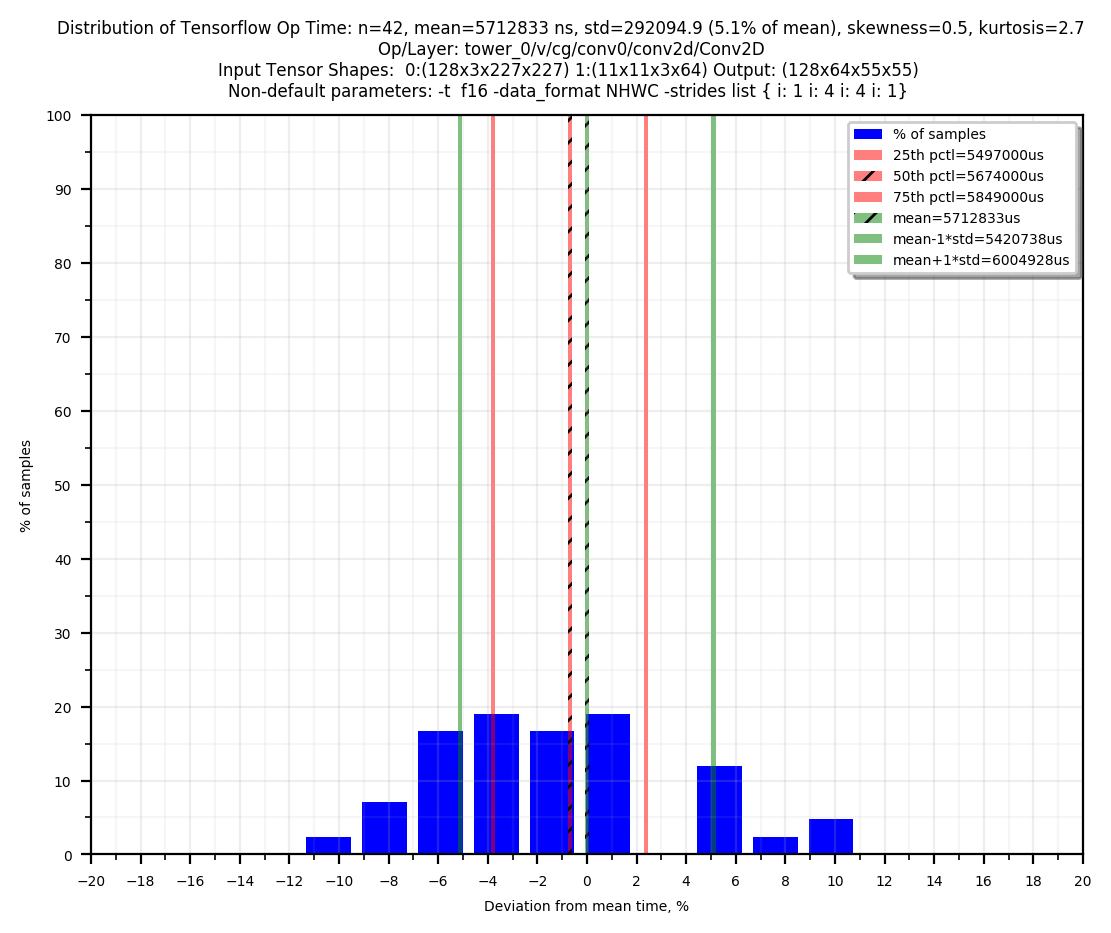 Distribution of Tensorflow Op Time: n=42, mean=5712833 ns, std=292094.9 (5.1% of mean), skewness=0.5, kurtosis=2.7
Op/Layer: tower_0/v/cg/conv0/conv2d/Conv2D
Input Tensor Shapes:  0:(128x3x227x227) 1:(11x11x3x64) Output: (128x64x55x55)
Non-default parameters: -t  f16 -data_format NHWC -strides list { i: 1 i: 4 i: 4 i: 1}
% of samples
25th pctl=5497000us
50th pctl=5674000us
75th pctl=5849000us
mean=5712833us
mean-1*std=5420738us
mean+1*std=6004928us
100
90
80
70
60
50
40
30
20
10
0
% of samples
−20 −18 −16 −14 −12 −10 −8 −6 −4 −2 0 2 4 6 8 10 12 14 16 18 20
Deviation from mean time, %